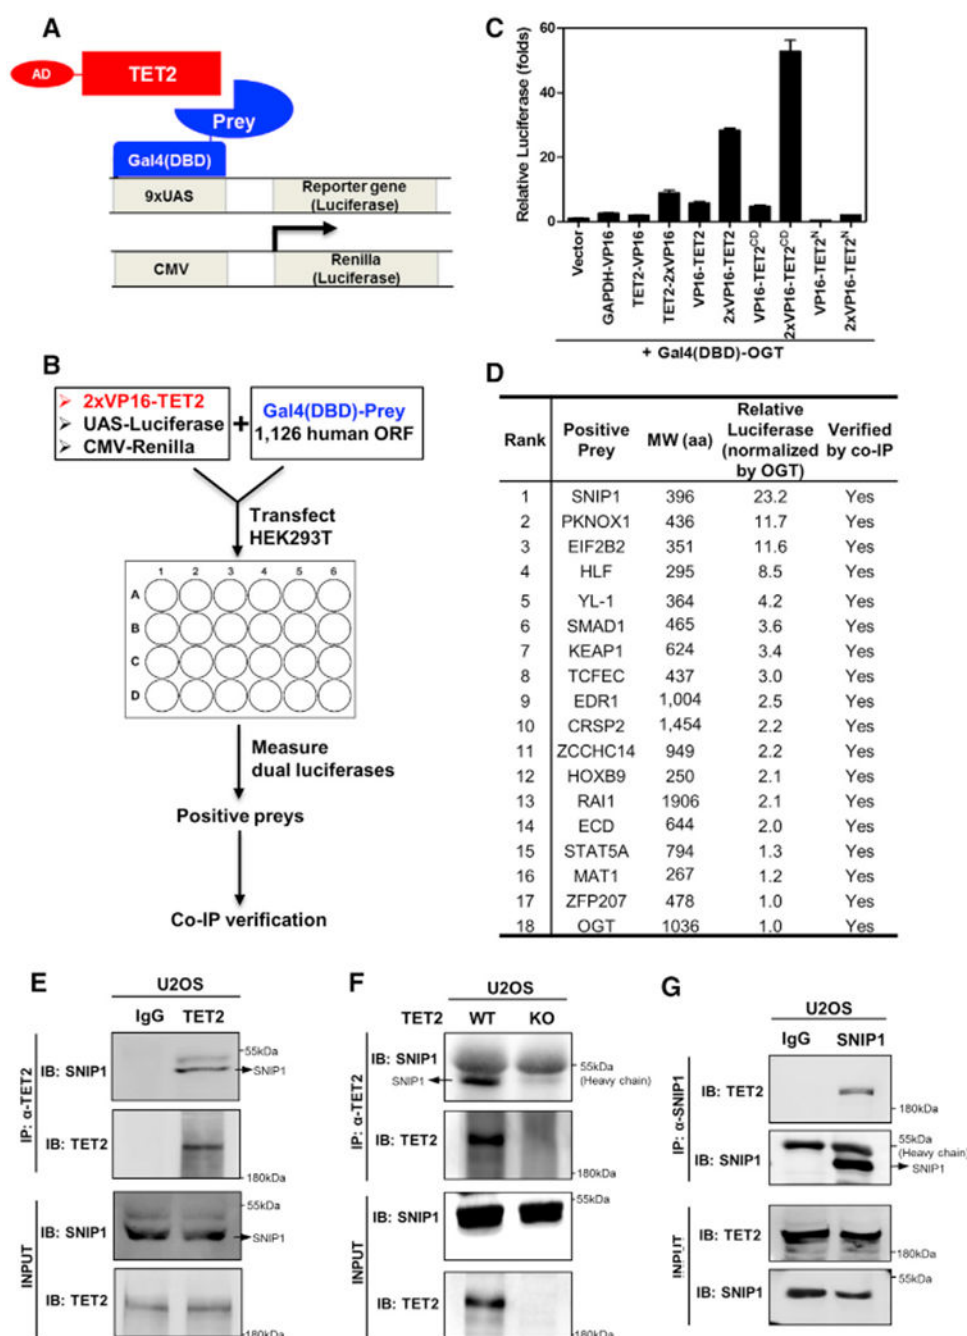 A
AD
TET2
Prey
Gal4(DBD)
9xUAS
Reporter gene
(Luciferase)
CMV
Renilla
(Luciferase)
B
2xVP16-TET2
UAS-Luciferase
CMV-Renilla
+
Gal4(DBD)-Prey
1,126 human ORF
Transfect
HEK293T
1 2 3 4 5 6
A
B
C
D
Measure
dual luciferases
Positive preys
Co-IP verification
C
Relative Luciferase (folds)
60
40
20
0
Vector
GAPDH-VP16
TET2-VP16
TET2-2xVP16
VP16-TET2
2xVP16-TET2
VP16-TET2CD
2xVP16-TET2CD
VP16-TET2N
2xVP16-TET2N
+ Gal4(DBD)-OGT
D
Rank Positive Prey MW (aa) Relative Luciferase (normalized by OGT) Verified by co-IP
1 SNIP1 396 23.2 Yes
2 PKNOX1 436 11.7 Yes
3 EIF2B2 351 11.6 Yes
4 HLF 295 8.5 Yes
5 YL-1 364 4.2 Yes
6 SMAD1 465 3.6 Yes
7 KEAP1 624 3.4 Yes
8 TCFEC 437 3.0 Yes
9 EDR1 1,004 2.5 Yes
10 CRSP2 1,454 2.2 Yes
11 ZCCHC14 949 2.2 Yes
12 HOXB9 250 2.1 Yes
13 RAI1 1906 2.1 Yes
14 ECD 644 2.0 Yes
15 STAT5A 794 1.3 Yes
16 MAT1 267 1.2 Yes
17 ZFP207 478 1.0 Yes
18 OGT 1036 1.0 Yes
E
U2OS
IgG TET2
IP: α-TET2
IB: SNIP1
55kDa
SNIP1
IB: TET2
180kDa
INPUT
IB: SNIP1
55kDa
SNIP1
IB: TET2
180kDa
F
U2OS
TET2 WT KO
IP: α-TET2
IB: SNIP1
SNIP1
55kDa
(Heavy chain)
IB: TET2
180kDa
INPUT
IB: SNIP1
55kDa
IB: TET2
180kDa
G
U2OS
IgG SNIP1
IP: α-SNIP1
IB: TET2
180kDa
IB: SNIP1
55kDa
(Heavy chain)
SNIP1
INPUT
IB: TET2
180kDa
IB: SNIP1
55kDa